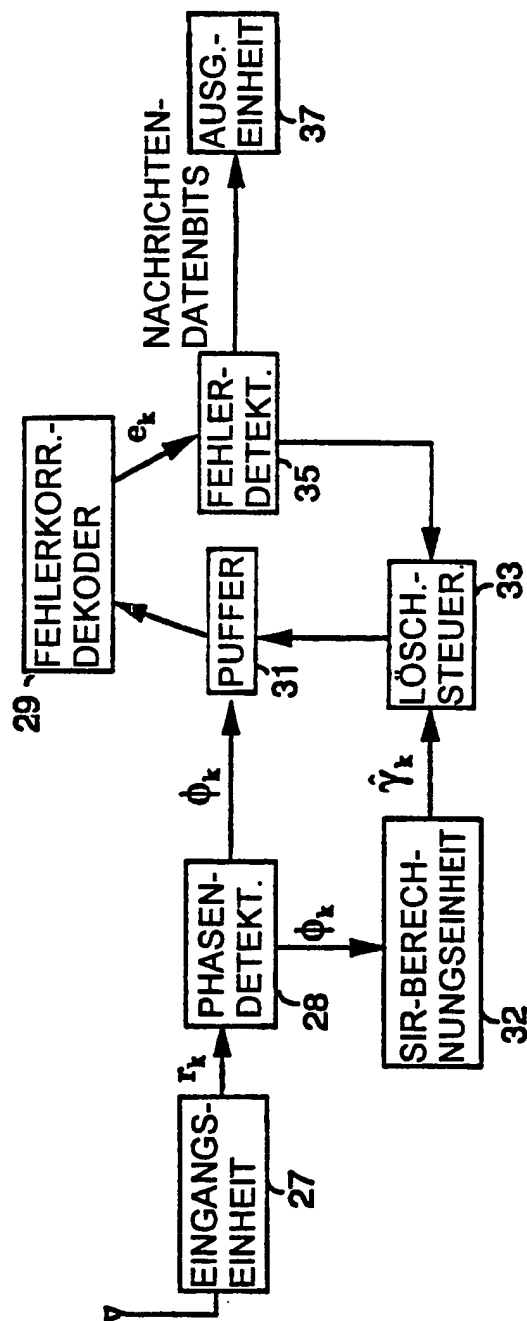 EINGANGS-
EINHEIT
27
r_k
PHASEN-
DETEKT.
28
ϕ_k
ϕ_k
SIR-BERECH-
NUNGSEINHEIT
32
γ̂_k
PUFFER
31
FEHLERKORR.-
DEKODER
29
e_k
FEHLER-
DETEKT.
35
LÖSCH.-
STEUER.
33
NACHRICHTEN-
DATENBITS
AUSG.-
EINHEIT
37